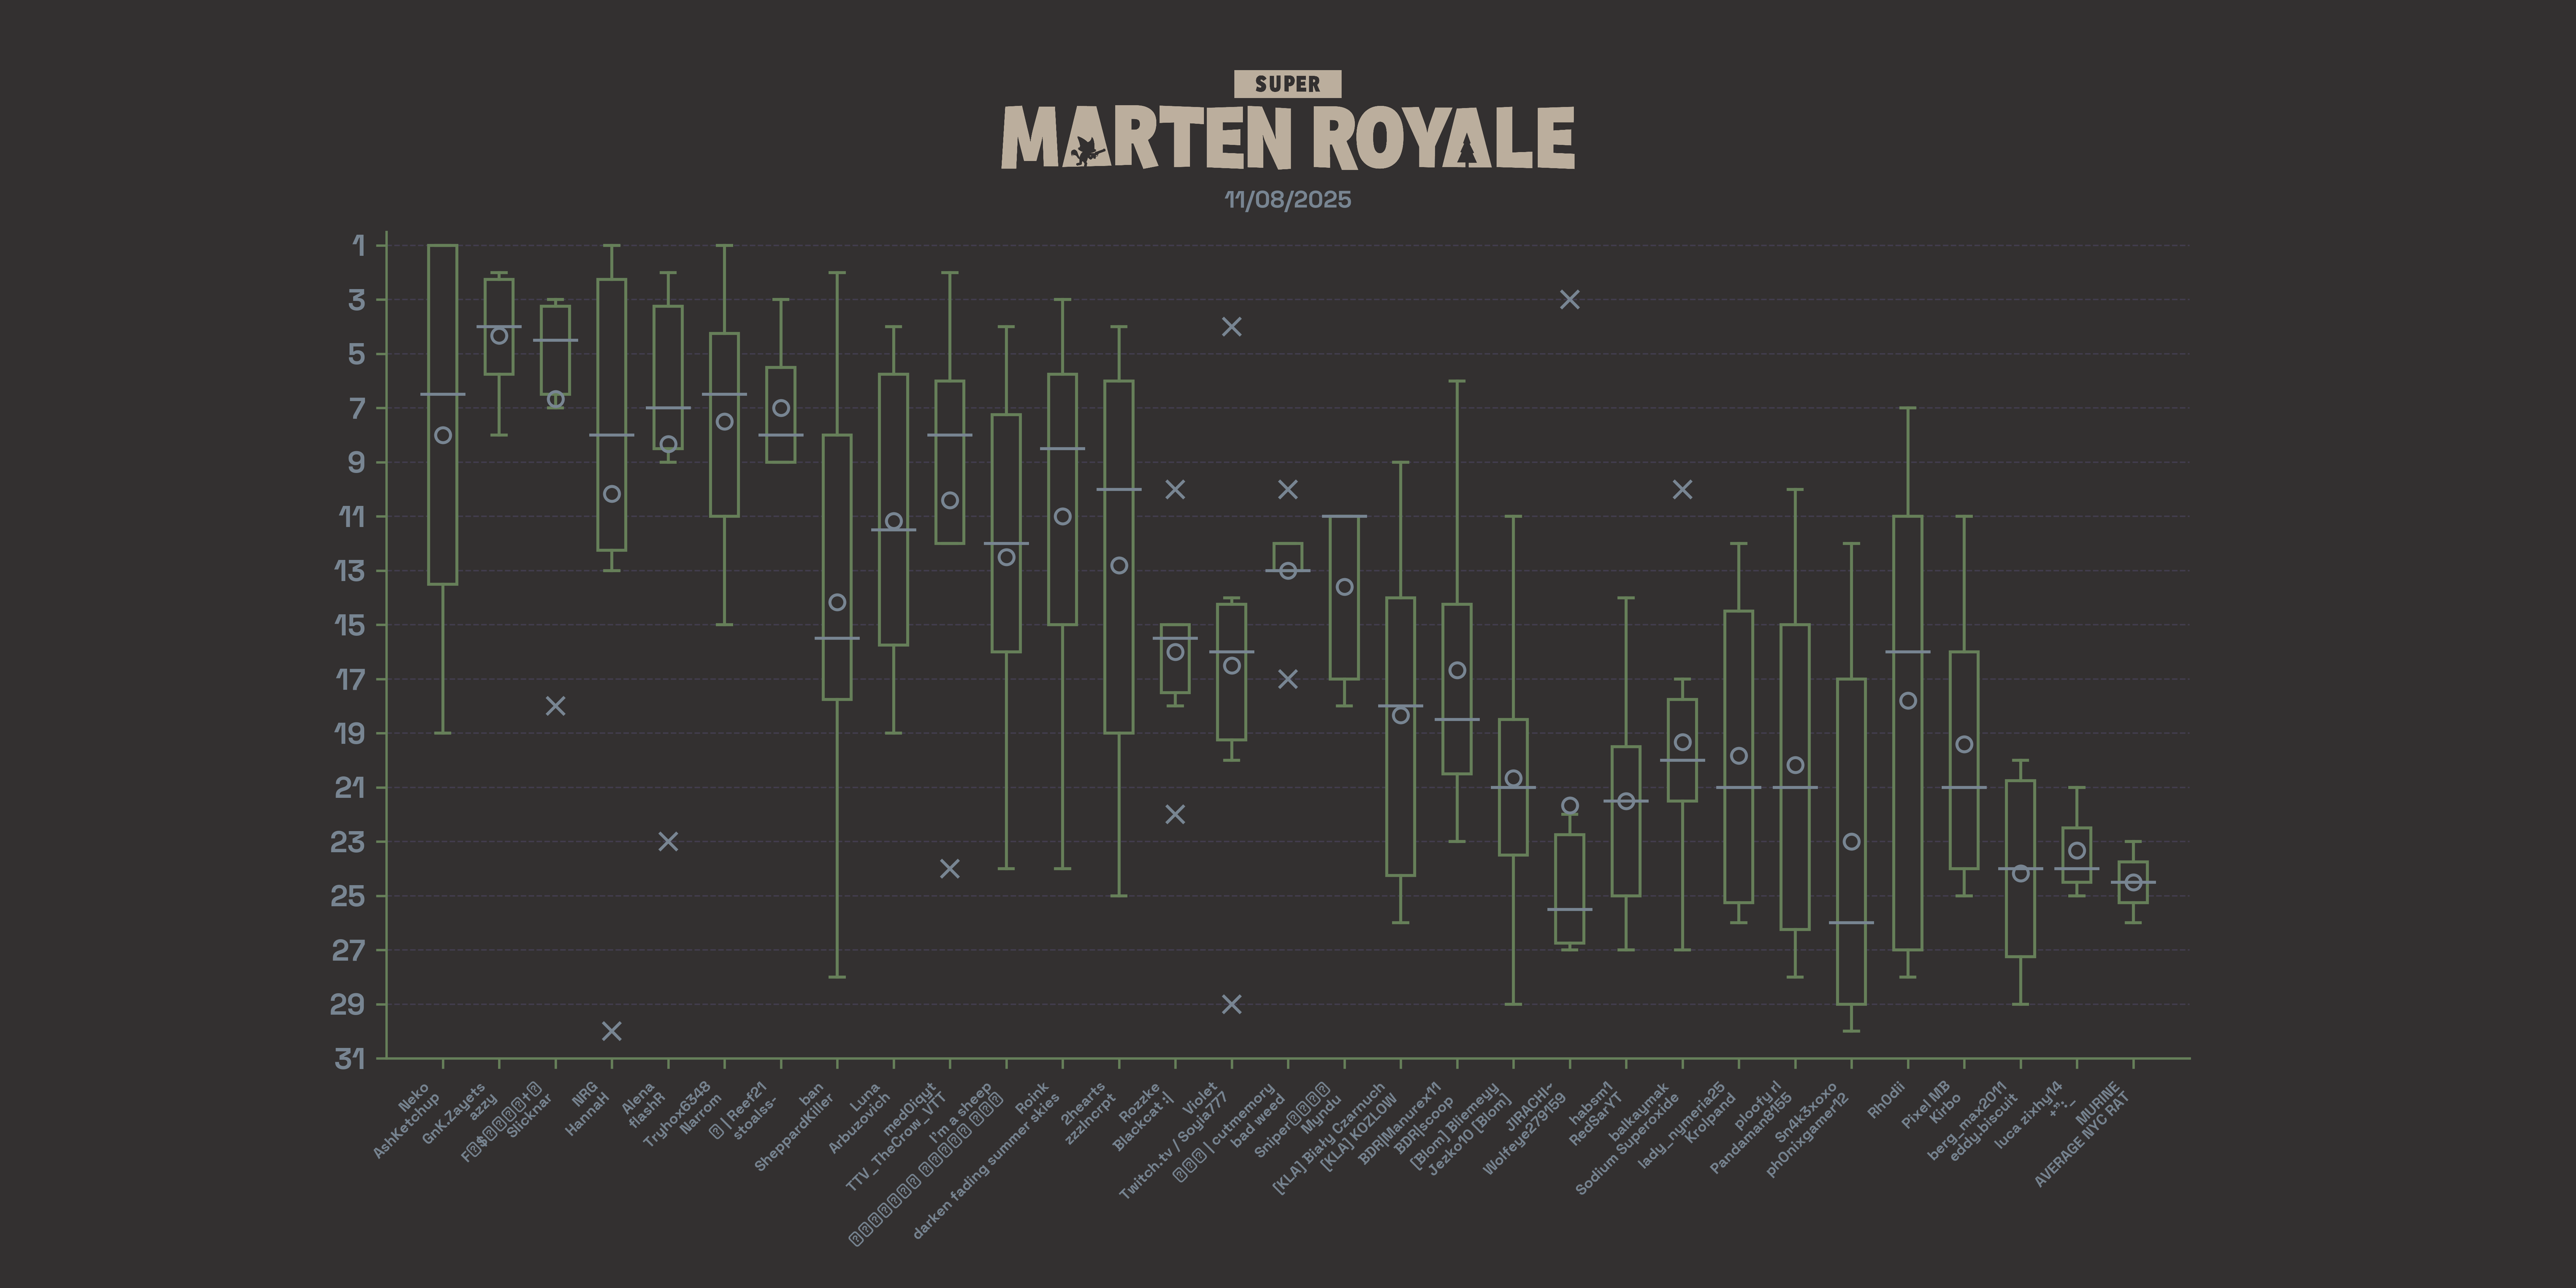 SUPER
MARTEN ROYALE
11/08/2025
1
3
5
7
9
11
13
15
17
19
21
23
25
27
29
31
Neko
AshKetchup
GnK.Zayets
azzy
Slicknar
NRG
HannaH
Alena
flashR
Tryhox6348
Narrom
| Reef21
stoalss-
ban
SheppardKiller
Luna
Arbuzovich
med0iqyt
TTV_TheCrow_VTT
I'm a sheep
Roink
darken fading summer skies
2hearts
zzzIncrpt
Rozzke
Blackcat :|
Violet
Twitch.tv / Soyia777
| cutmemory
bad weed
Sniper
Myndu
[KLA] Biały Czarnuch
[KLA] KOZLOW
BDR|Manurex11
BDR|scoop
[Blom] Bliemeyy
Jezko10 [Blom]
JIRACHI~
Wolfeye279159
habsm1
RedSarYT
balkaymak
Sodium Superoxide
lady_nymeria25
Krolpand
ploofy rl
Pandaman8155
Sn4k3xoxo
ph0nixgamer12
Rh0dii
Pixel MB
Kirbo
berg_max2011
eddy.biscuit
luca zixhy14
MURINE
AVERAGE NYC RAT